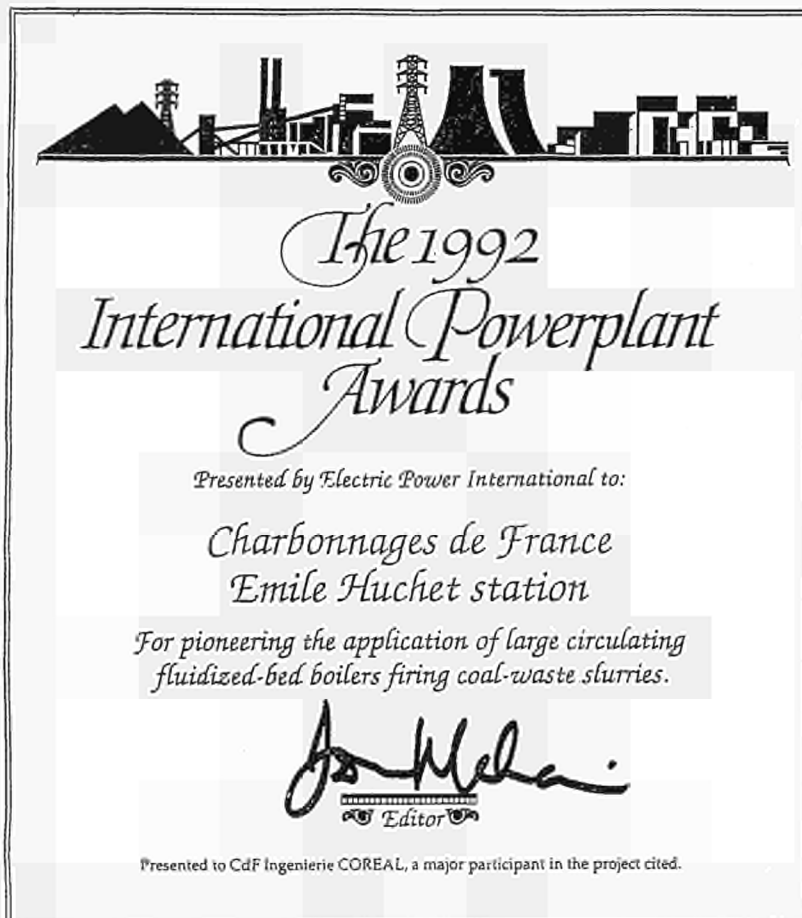 The 1992
International Powerplant
Awards
Presented by Electric Power International to:
Charbonnages de France
Emile Huchet station
For pioneering the application of large circulating
fluidized-bed boilers firing coal-waste slurries.
Editor
Presented to CdF Ingenierie COREAL, a major participant in the project cited.